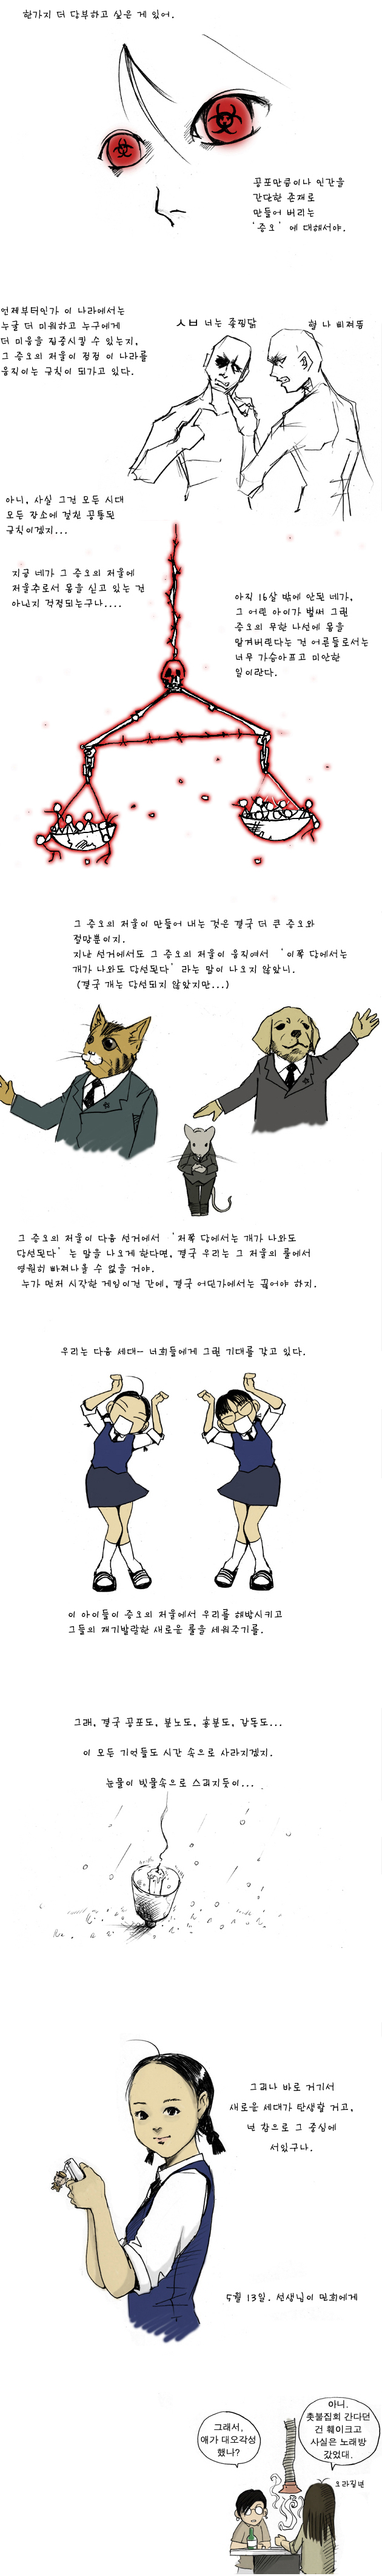 한가지 더 당부하고 싶은 게 있어.
공포만큼이나 인간을
간단한 존재로
만들어 버리는
'증오' 에 대해서야.
언제부터인가 이 나라에서는
누굴 더 미워하고 누구에게
더 미움을 집중시킬 수 있는지,
그 증오의 저울이 점점 이 나라를
움직이는 규칙이 되가고 있다.
ㅅㅂ 너는 좆핑닭
헐 나 삐져뜸
아니, 사실 그건 모든 시대
모든 장소에 걸친 공통된
규칙이겠지...
지금 네가 그 증오의 저울에
저울추로서 몸을 싣고 있는 건
아닌지 걱정되는구나....
아직 16살 밖에 안된 네가,
그 어린 아이가 벌써 그런
증오의 무한 나선에 몸을
맡겨버린다는 건 어른들로서는
너무 가슴아프고 미안한
일이란다.
그 증오의 저울이 만들어 내는 것은 결국 더 큰 증오와
절망뿐이지.
지난 선거에서도 그 증오의 저울이 움직여서 '이쪽 당에서는
개가 나와도 당선된다' 라는 말이 나오지 않았니.
(결국 개는 당선되지 않았지만...)
그 증오의 저울이 다음 선거에서 '저쪽 당에서는 개가 나와도
당선된다' 는 말을 나오게 한다면, 결국 우리는 그 저울의 룰에서
영원히 빠져나올 수 없을 거야.
누가 먼저 시작한 게임이건 간에, 결국 어딘가에서는 끊어야 하지.
우리는 다음 세대- 너희들에게 그런 기대를 갖고 있다.
이 아이들이 증오의 저울에서 우리를 해방시키고
그들의 재기발랄한 새로운 룰을 세워주기를.
그래, 결국 공포도, 분노도, 흥분도, 감동도...
이 모든 기억들도 시간 속으로 사라지겠지.
눈물이 빗물속으로 스러지듯이...
그러나 바로 거기서
새로운 세대가 탄생할 거고,
넌 참으로 그 중심에
서있구나.
5월 13일. 선생님이 민희에게
그래서,
애가 대오각성
했나?
아니.
촛불집회 간다던
건 훼이크고
사실은 노래방
갔었대.
오라질년